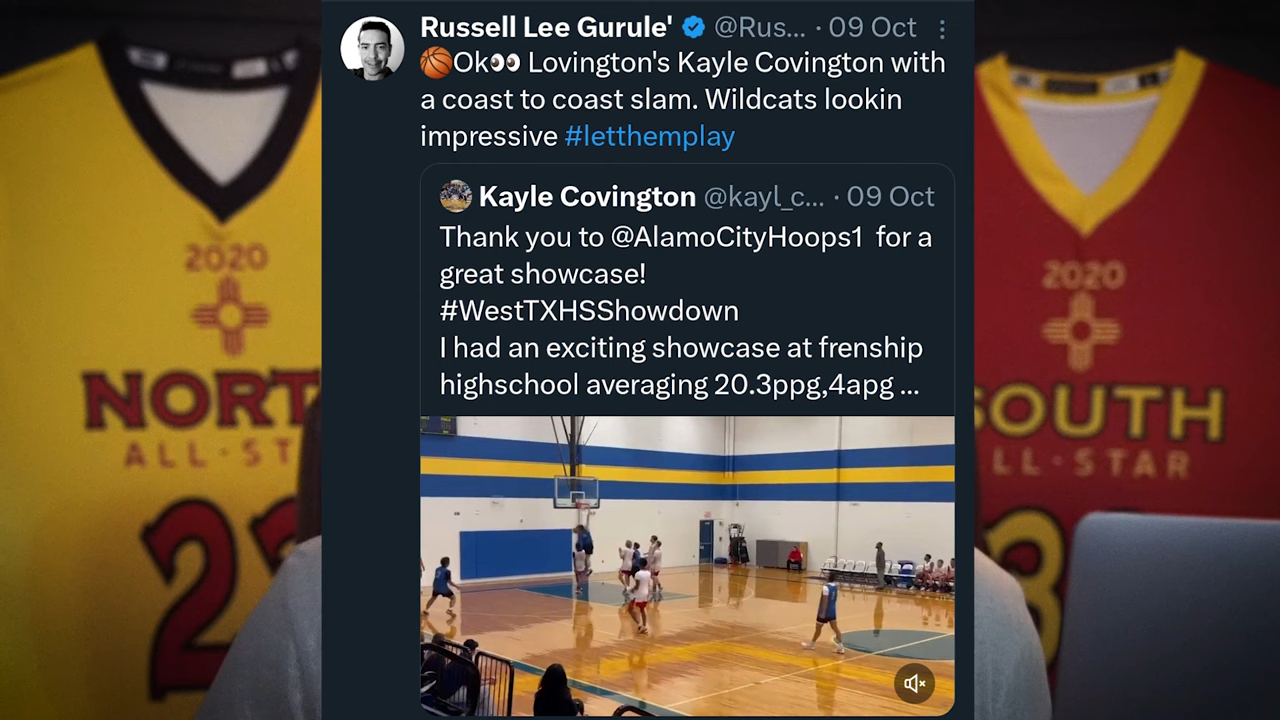 Russell Lee Gurule' @Rus... · 09 Oct
🏀Ok👀 Lovington's Kayle Covington with
a coast to coast slam. Wildcats lookin
impressive #letthemplay
Kayle Covington @kayl_c... · 09 Oct
Thank you to @AlamoCityHoops1 for a
great showcase!
#WestTXHSShowdown
I had an exciting showcase at frenship
highschool averaging 20.3ppg,4apg ...
2020
NORT
ALL·ST
2020
SOUTH
LL·STAR